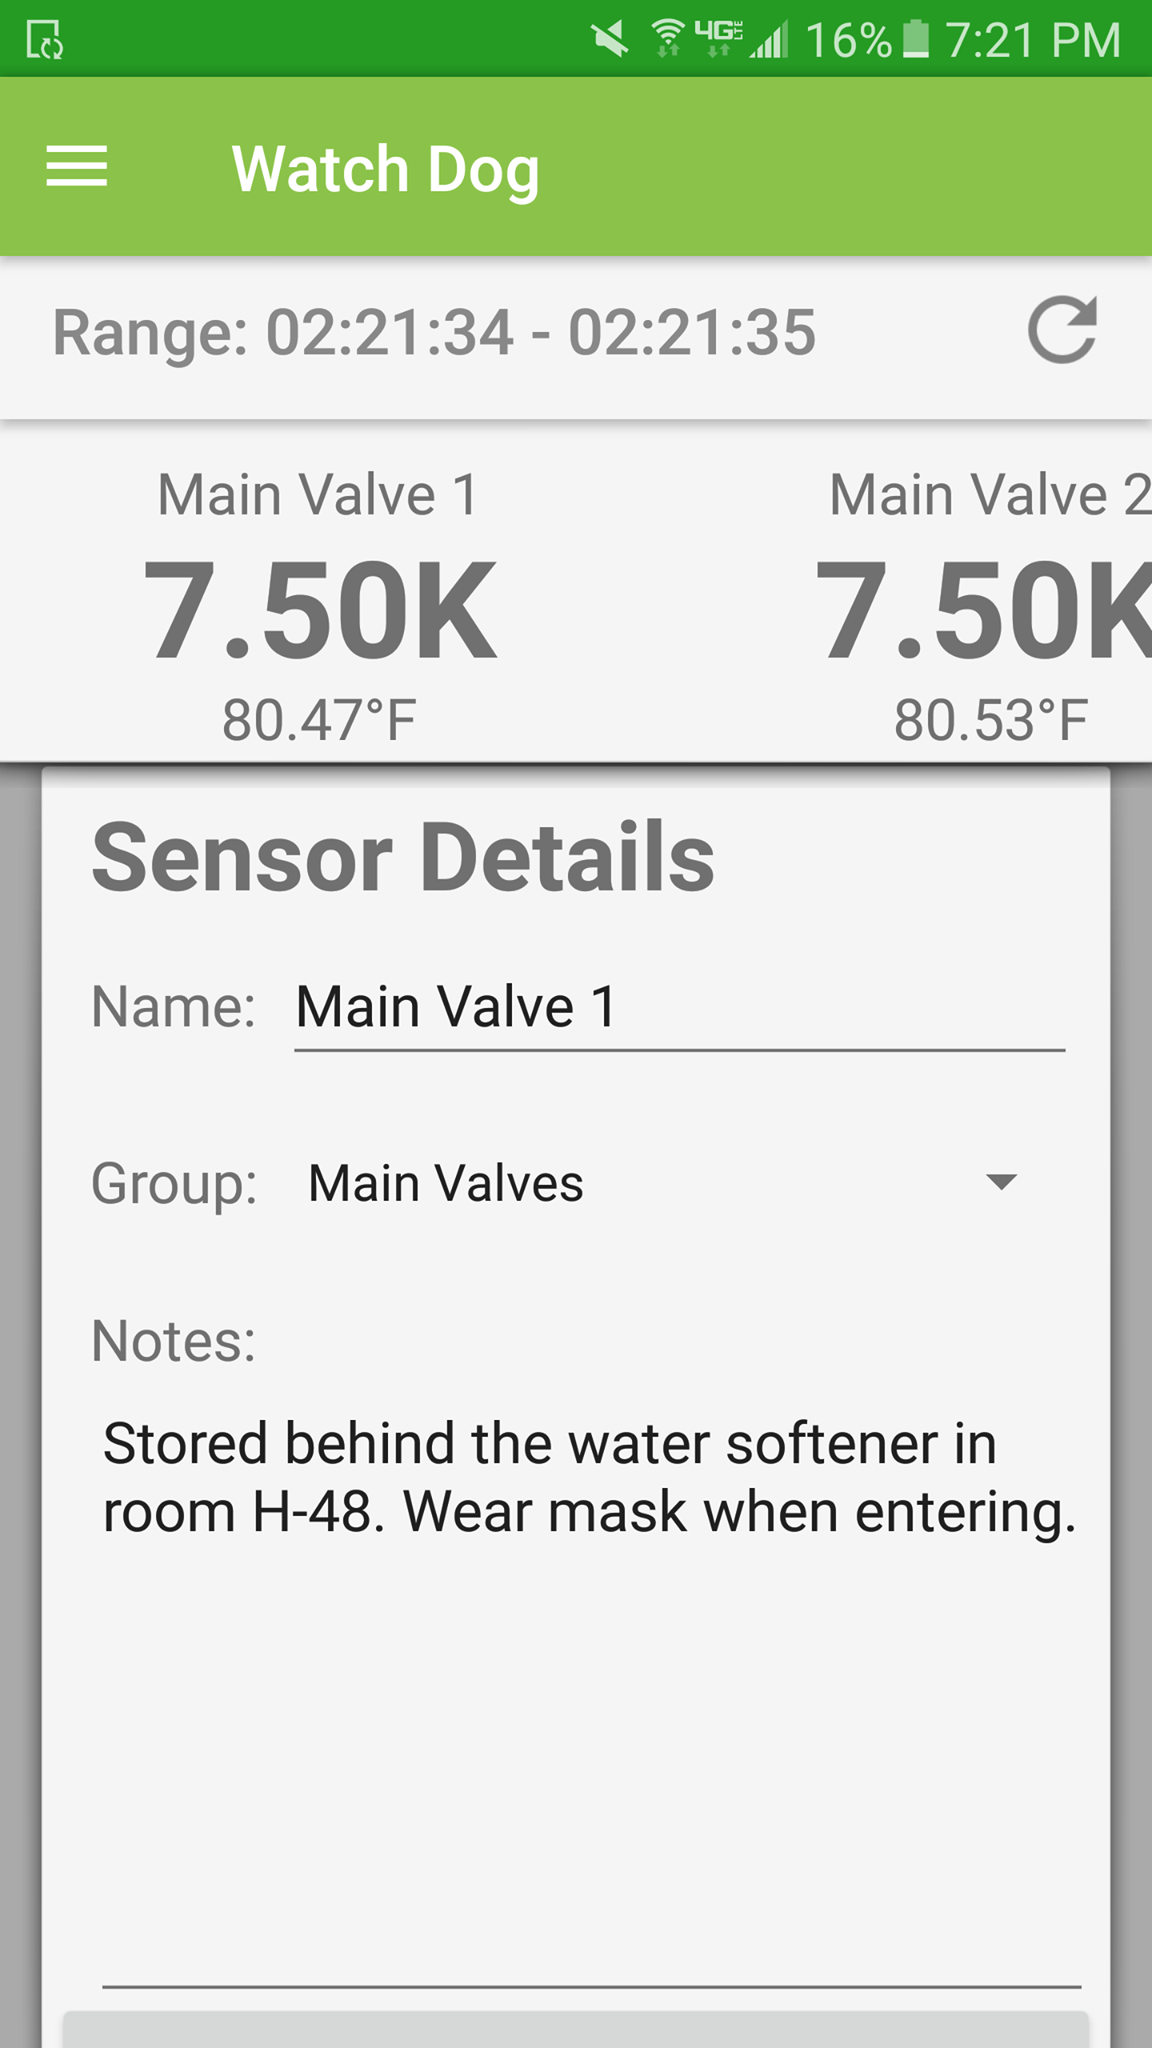 4G LTE 16% 7:21 PM
Watch Dog
Range: 02:21:34 - 02:21:35
Main Valve 1 Main Valve 2
7.50K 7.50K
80.47°F 80.53°F
Sensor Details
Name: Main Valve 1
Group: Main Valves
Notes:
Stored behind the water softener in
room H-48. Wear mask when entering.